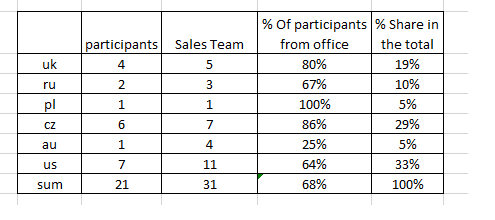 participants Sales Team % Of participants from office % Share in the total
uk 4 5 80% 19%
ru 2 3 67% 10%
pl 1 1 100% 5%
cz 6 7 86% 29%
au 1 4 25% 5%
us 7 11 64% 33%
sum 21 31 68% 100%